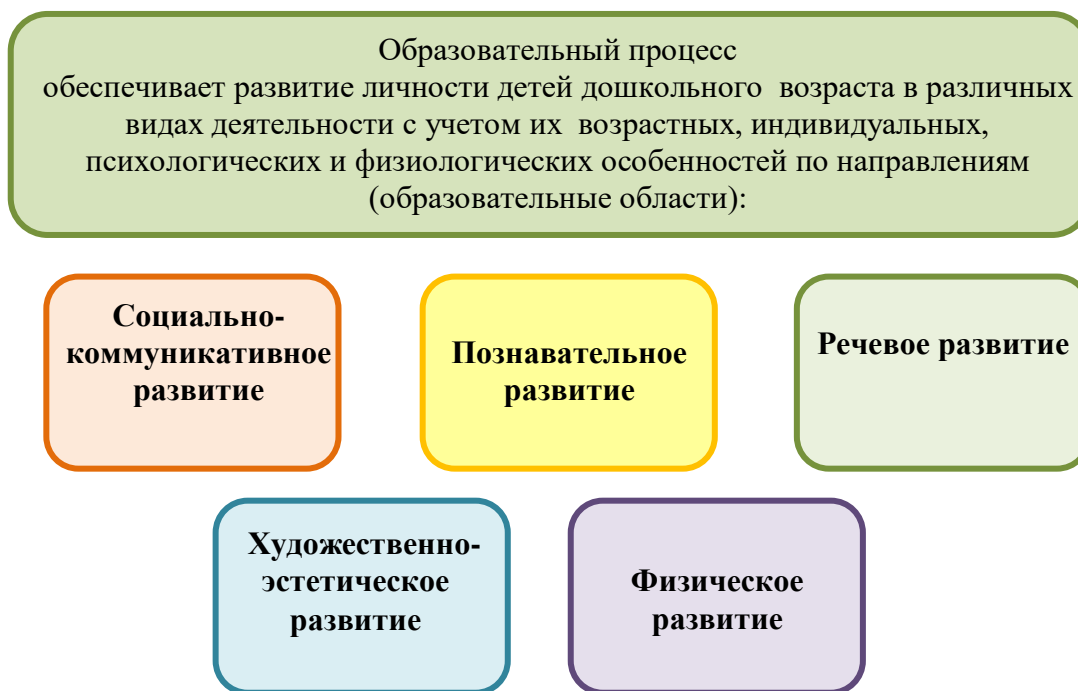 Образовательный процесс
обеспечивает развитие личности детей дошкольного возраста в различных
видах деятельности с учетом их возрастных, индивидуальных,
психологических и физиологических особенностей по направлениям
(образовательные области):
Социально-
коммуникативное
развитие
Познавательное
развитие
Речевое развитие
Художественно-
эстетическое
развитие
Физическое
развитие